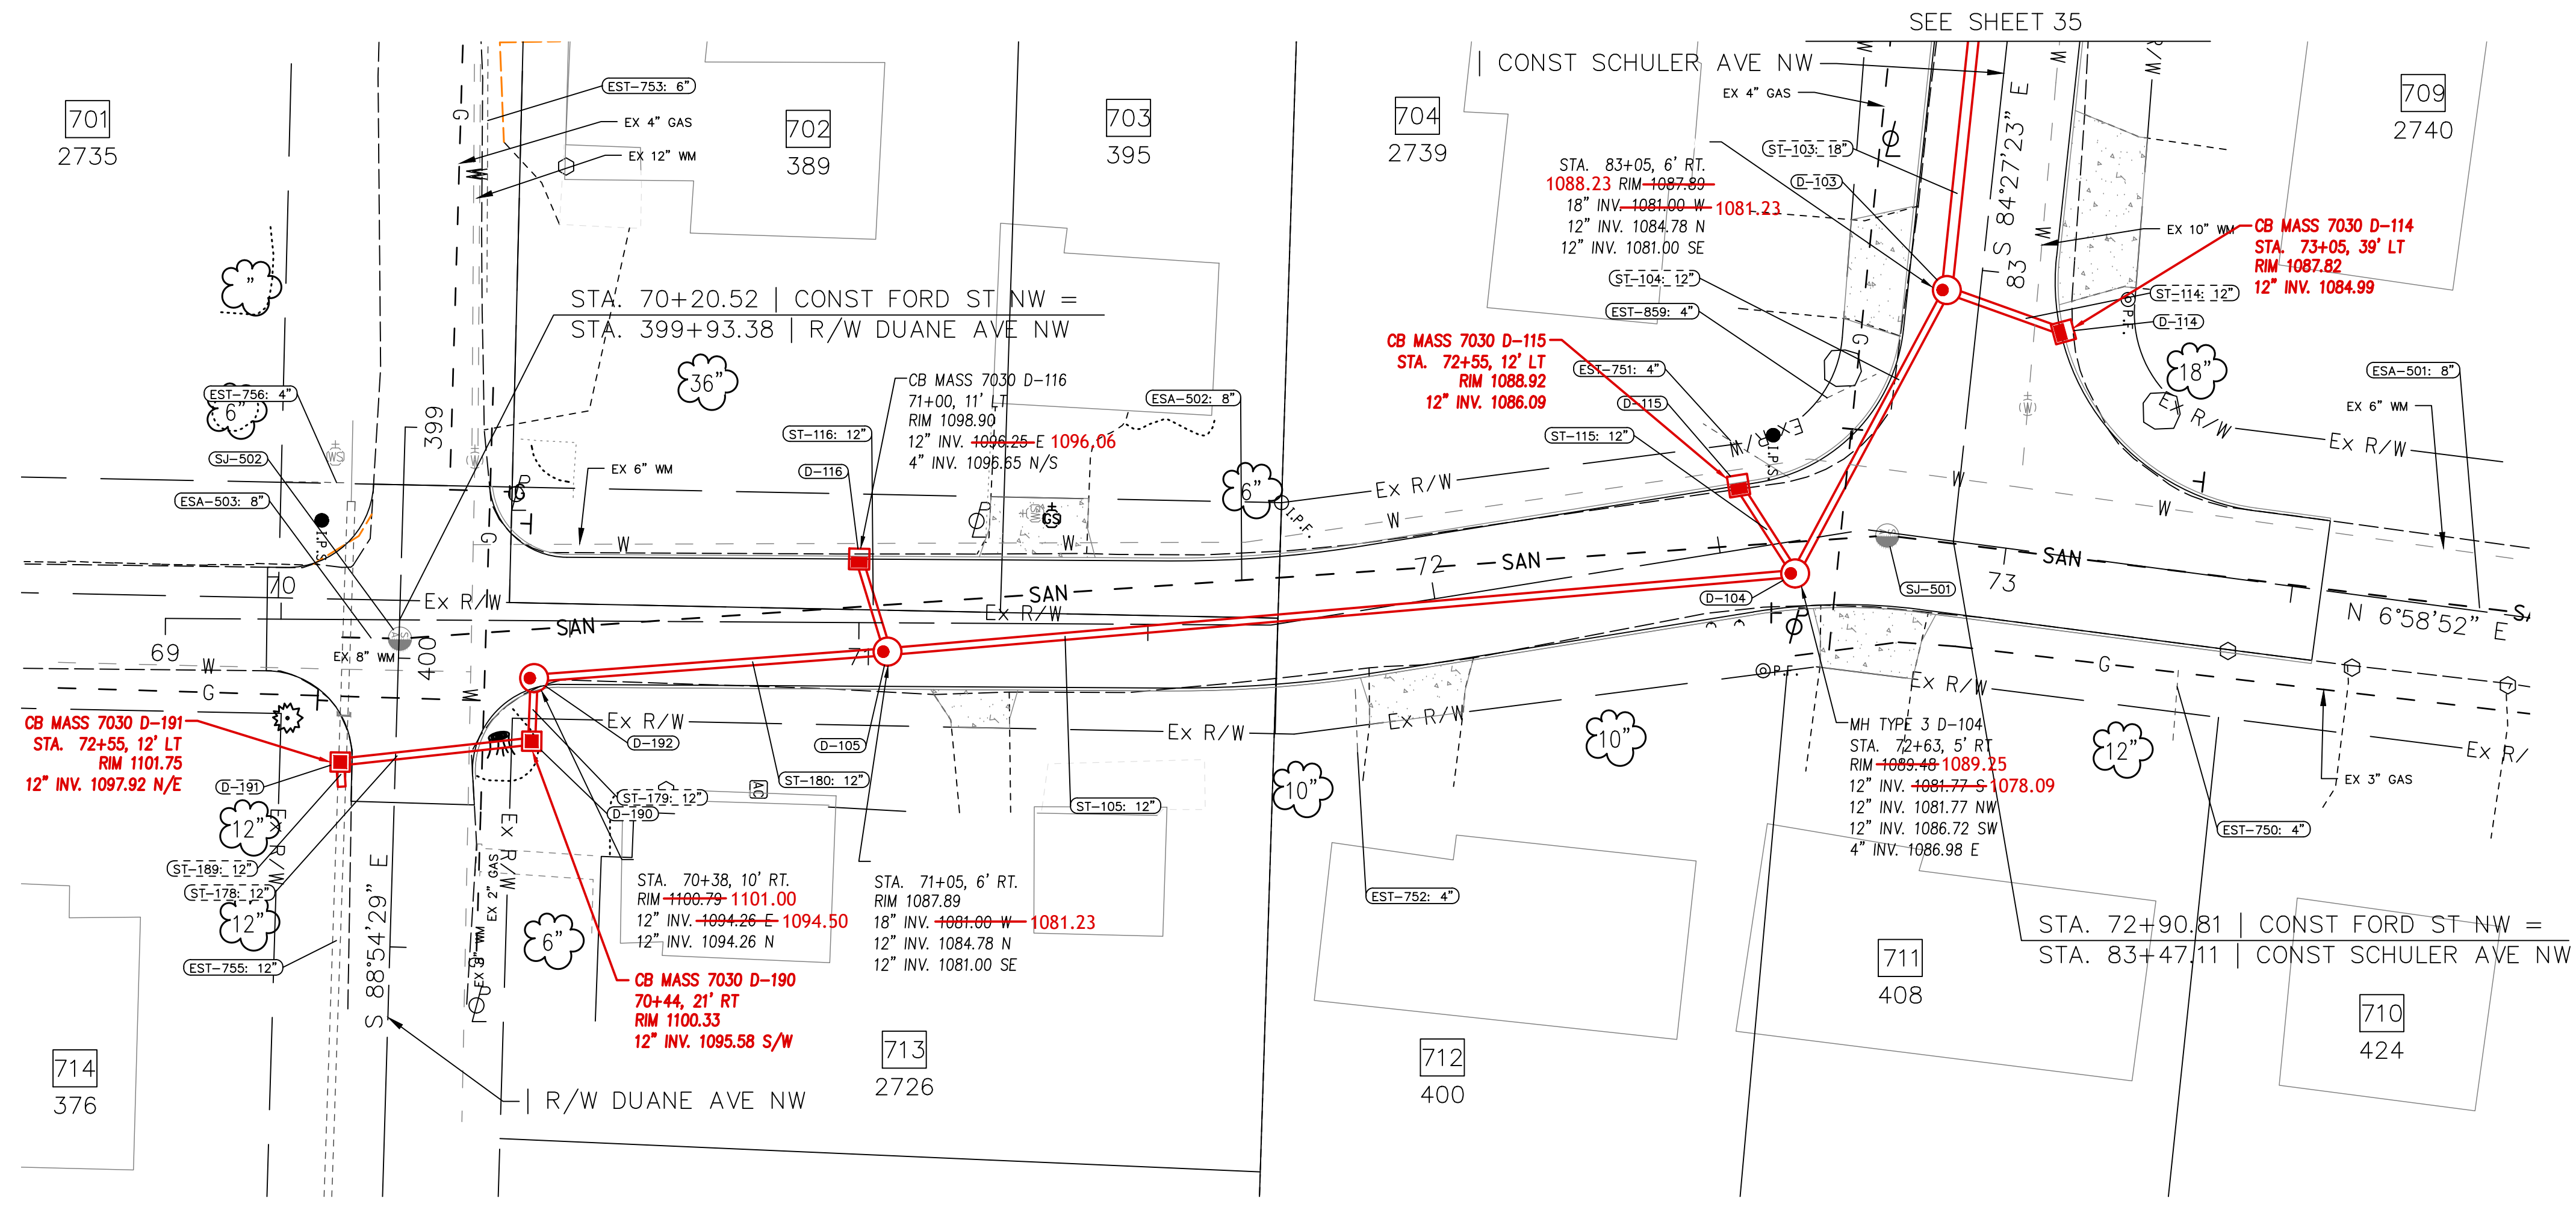 SEE SHEET 35
| CONST SCHULER AVE NW
EX 4" GAS
R/W
W
W
W
701
2735
EST-753: 6"
EX 4" GAS
EX 12" WM
G
W
702
389
703
395
704
2739
709
2740
ST-103: 18"
D-103
STA. 83+05, 6' RT.
1088.23 RIM 1087.89
18" INV. 1081.00 W 1081.23
12" INV. 1084.78 N
12" INV. 1081.00 SE
S 84°27'23" E
83
EX 10" WM
CB MASS 7030 D-114
STA. 73+05, 39' LT
RIM 1087.82
12" INV. 1084.99
ST-104: 12"
EST-859: 4"
ST-114: 12"
D-114
P.F.
STA. 70+20.52 | CONST FORD ST NW =
STA. 399+93.38 | R/W DUANE AVE NW
"
36"
6"
18"
CB MASS 7030 D-115
STA. 72+55, 12' LT
RIM 1088.92
12" INV. 1086.09
EST-751: 4"
D-115
ST-115: 12"
CB MASS 7030 D-116
71+00, 11' LT
RIM 1098.90
12" INV. 1096.25 E 1096.06
4" INV. 1096.65 N/S
ESA-502: 8"
ESA-501: 8"
EX 6" WM
EST-756: 4"
399
SJ-502
ESA-503: 8"
ST-116: 12"
D-116
EX 6" WM
G
G
(W)
(W)
(WS)
GS
6"
I.P.F.
I.P.S.
I.P.S.
Ex R/W
Ex R/W
Ex R/W
Ex R/W
W
W
W
W
W
SAN
SAN
SAN
SAN
70
72
73
SJ-501
D-104
N 6°58'52" E
Ex R/W
Ex R/W
69
400
71
EX 8" WM
W
G
W
G
P.F.
CB MASS 7030 D-191
STA. 72+55, 12' LT
RIM 1101.75
12" INV. 1097.92 N/E
D-191
Ex R/W
Ex R/W
Ex R/W
Ex R/W
Ex R/
D-192
D-105
ST-180: 12"
ST-179: 12"
D-190
AC
ST-105: 12"
10"
10"
12"
MH TYPE 3 D-104
STA. 72+63, 5' RT
RIM 1089.48 1089.25
12" INV. 1081.77 S 1078.09
12" INV. 1081.77 NW
12" INV. 1086.72 SW
4" INV. 1086.98 E
EX 3" GAS
EST-750: 4"
12"
Ex R/W
Ex R/W
ST-189: 12"
ST-178: 12"
12"
EST-755: 12"
S 88°54'29" E
EX 2" GAS
EX 8" WM
6"
STA. 70+38, 10' RT.
RIM 1100.79 1101.00
12" INV. 1094.26 E 1094.50
12" INV. 1094.26 N
STA. 71+05, 6' RT.
RIM 1087.89
18" INV. 1081.00 W 1081.23
12" INV. 1084.78 N
12" INV. 1081.00 SE
EST-752: 4"
CB MASS 7030 D-190
70+44, 21' RT
RIM 1100.33
12" INV. 1095.58 S/W
STA. 72+90.81 | CONST FORD ST NW =
STA. 83+47.11 | CONST SCHULER AVE NW
711
408
710
424
712
400
713
2726
714
376
| R/W DUANE AVE NW